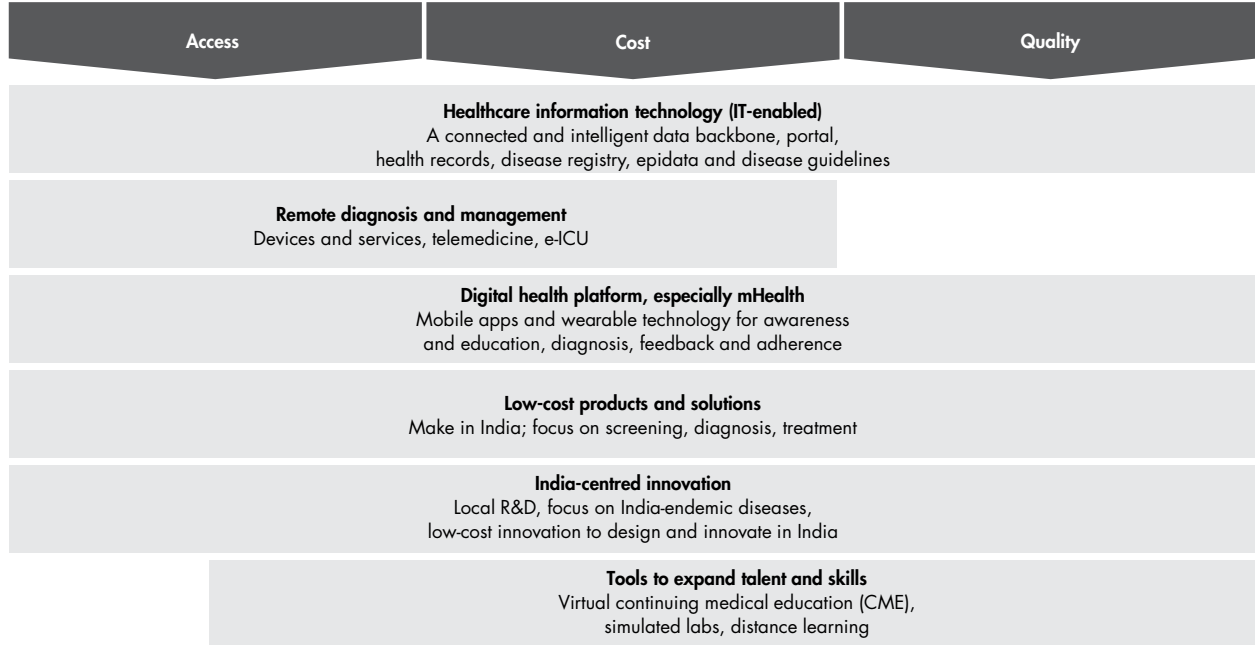 Access
Cost
Quality
Healthcare information technology (IT-enabled)
A connected and intelligent data backbone, portal,
health records, disease registry, epidata and disease guidelines
Remote diagnosis and management
Devices and services, telemedicine, e-ICU
Digital health platform, especially mHealth
Mobile apps and wearable technology for awareness
and education, diagnosis, feedback and adherence
Low-cost products and solutions
Make in India; focus on screening, diagnosis, treatment
India-centred innovation
Local R&D, focus on India-endemic diseases,
low-cost innovation to design and innovate in India
Tools to expand talent and skills
Virtual continuing medical education (CME),
simulated labs, distance learning